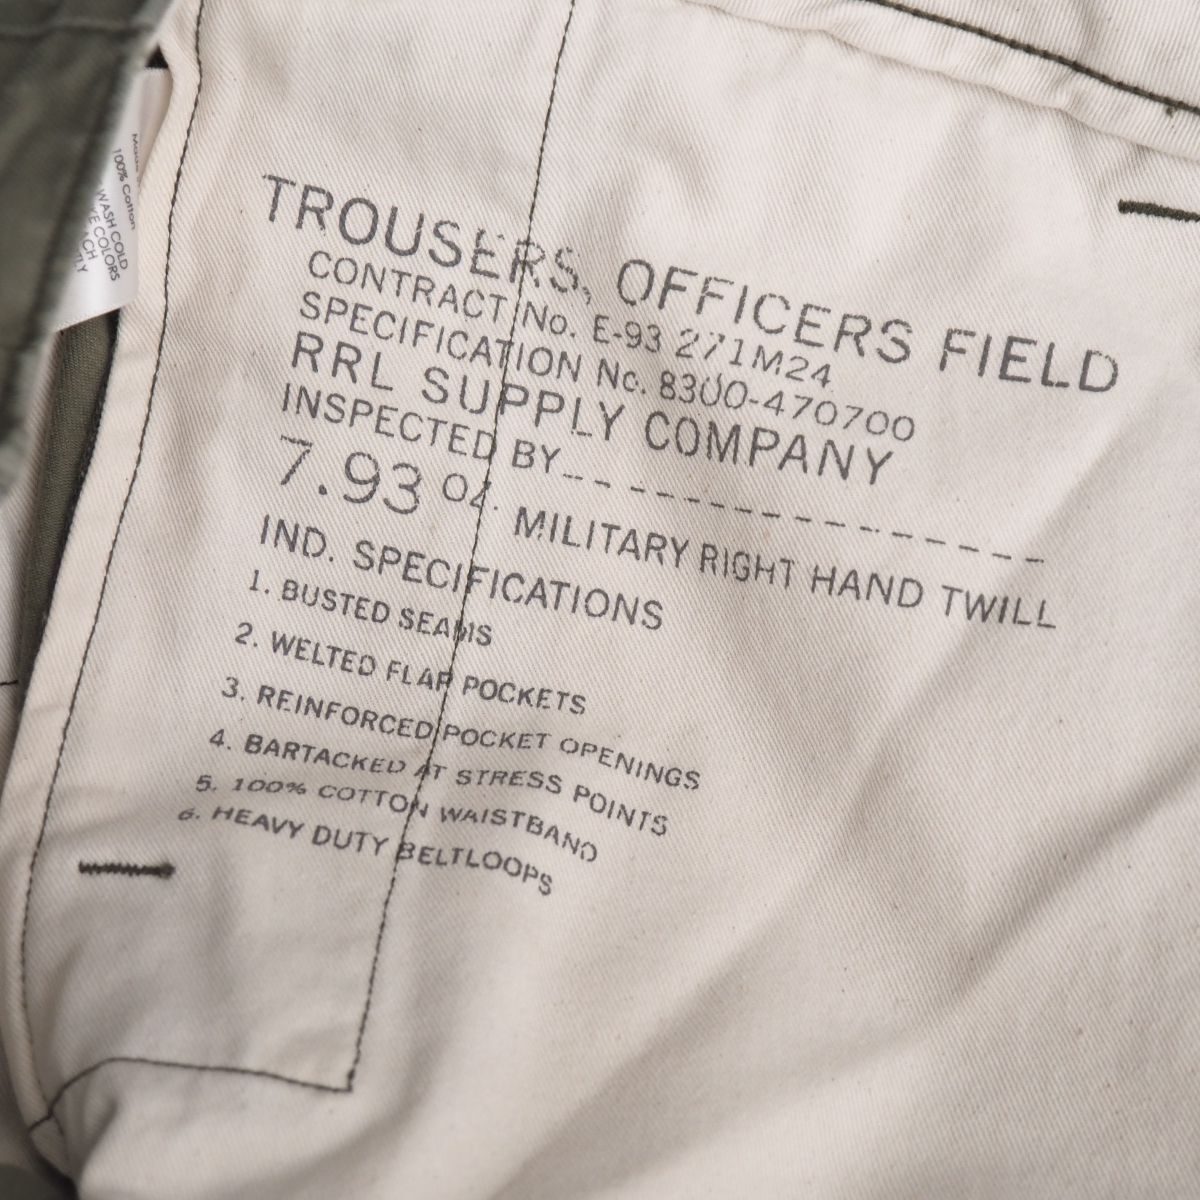 100% Cotton
WASH COLD
COLORS
TROUSERS, OFFICERS FIELD
CONTRACT No. E-93 271M24
SPECIFICATION No. 8300-470700
RRL SUPPLY COMPANY
INSPECTED BY
7.93 OZ. MILITARY RIGHT HAND TWILL
IND. SPECIFICATIONS
1. BUSTED SEAMS
2. WELTED FLAP POCKETS
3. REINFORCED POCKET OPENINGS
4. BARTACKED AT STRESS POINTS
5. 100% COTTON WAISTBAND
6. HEAVY DUTY BELTLOOPS